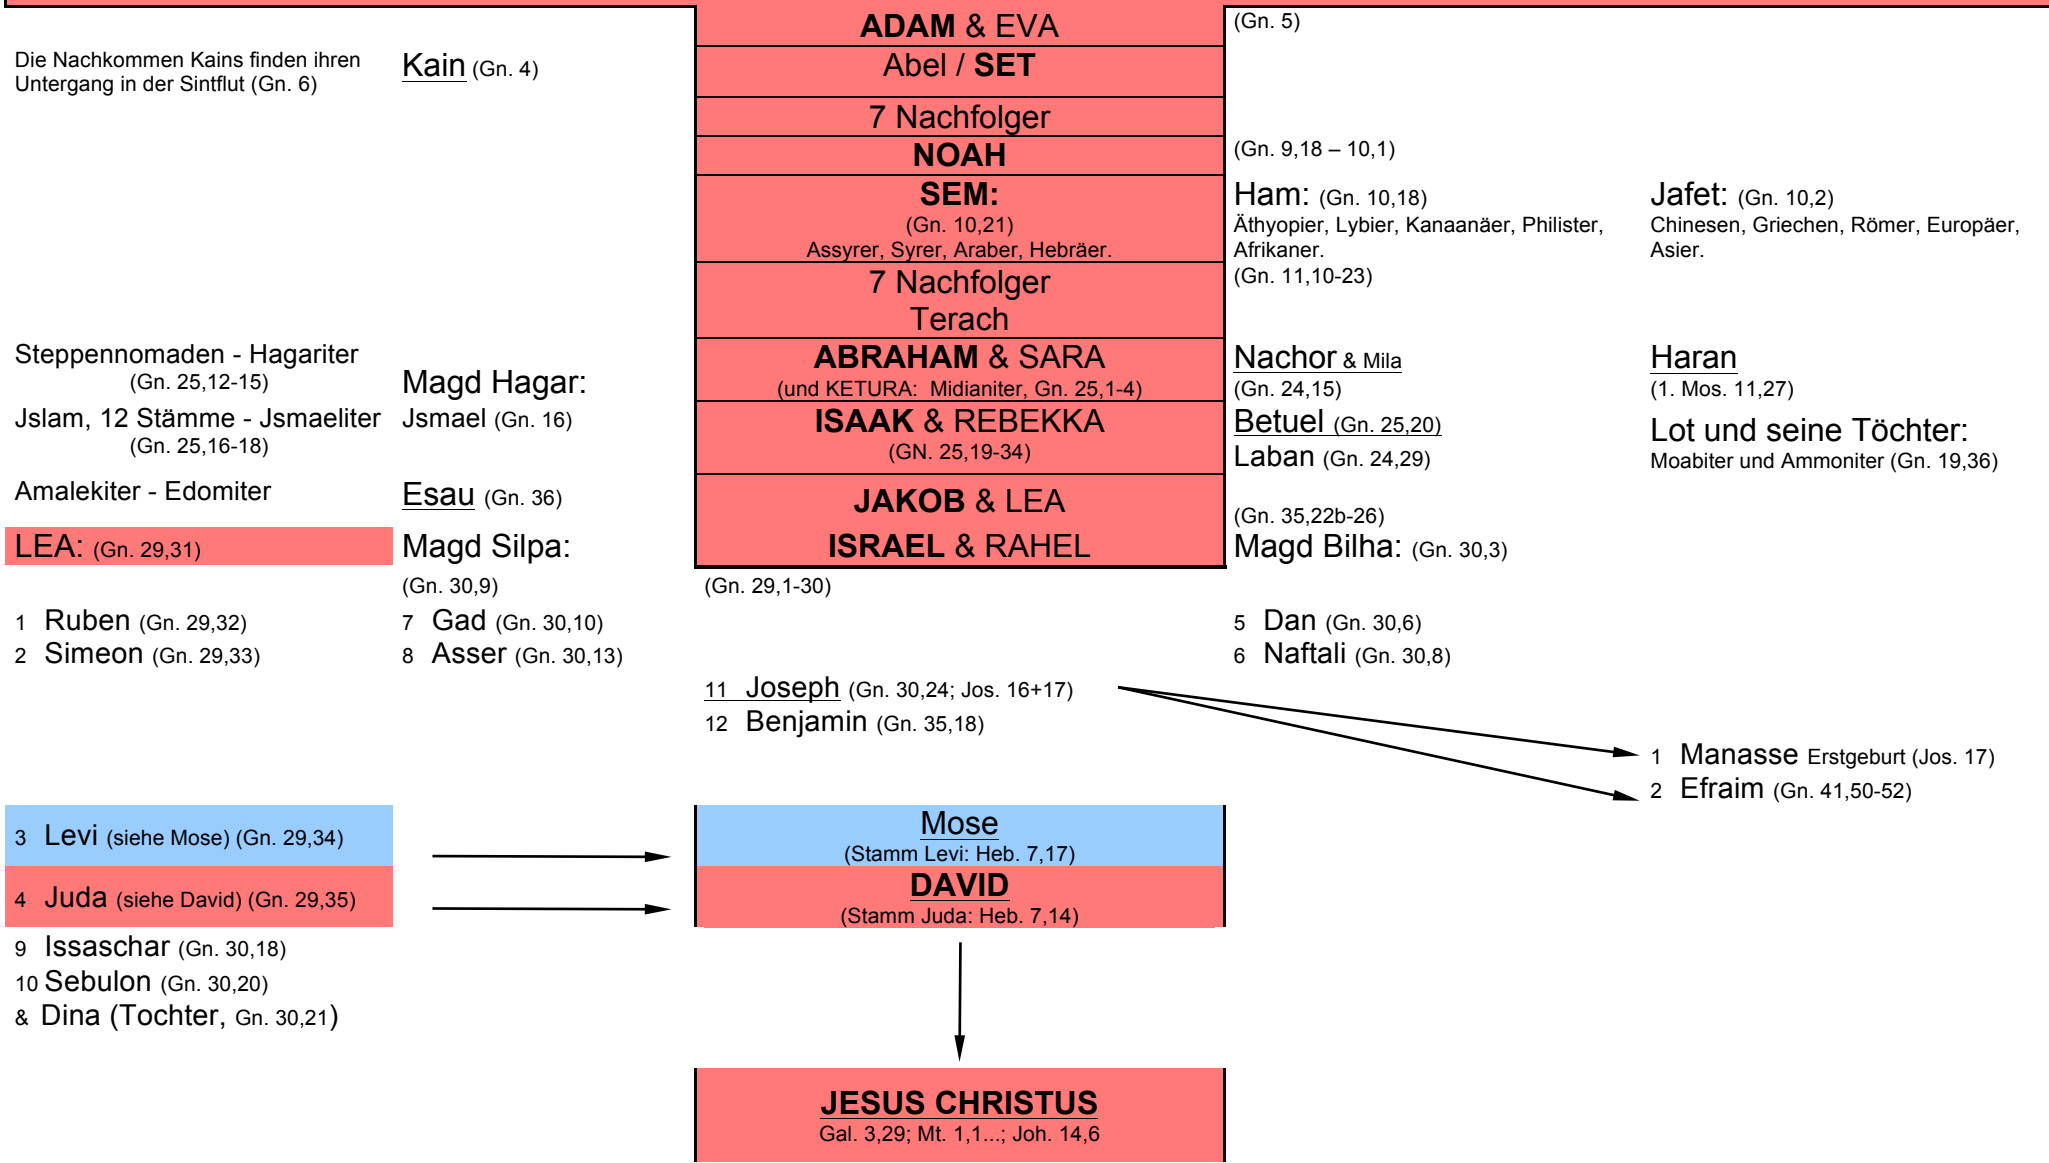 ADAM & EVA
(Gn. 5)
Die Nachkommen Kains finden ihren
Untergang in der Sintflut (Gn. 6)
Kain (Gn. 4)
Abel / SET
7 Nachfolger
NOAH
(Gn. 9,18 – 10,1)
SEM:
(Gn. 10,21)
Assyrer, Syrer, Araber, Hebräer.
Ham: (Gn. 10,18)
Äthyopier, Lybier, Kanaanäer, Philister,
Afrikaner.
(Gn. 11,10-23)
Jafet: (Gn. 10,2)
Chinesen, Griechen, Römer, Europäer,
Asier.
7 Nachfolger
Terach
Steppennomaden - Hagariter
(Gn. 25,12-15)
Magd Hagar:
ABRAHAM & SARA
(und KETURA:  Midianiter, Gn. 25,1-4)
Nachor & Mila
(Gn. 24,15)
Haran
(1. Mos. 11,27)
Jslam, 12 Stämme - Jsmaeliter
(Gn. 25,16-18)
Jsmael (Gn. 16)
ISAAK & REBEKKA
(GN. 25,19-34)
Betuel (Gn. 25,20)
Laban (Gn. 24,29)
Lot und seine Töchter:
Moabiter und Ammoniter (Gn. 19,36)
Amalekiter - Edomiter
Esau (Gn. 36)
JAKOB & LEA
(Gn. 35,22b-26)
LEA: (Gn. 29,31)
Magd Silpa:
(Gn. 30,9)
ISRAEL & RAHEL
(Gn. 29,1-30)
Magd Bilha: (Gn. 30,3)
1 Ruben (Gn. 29,32)
2 Simeon (Gn. 29,33)
7 Gad (Gn. 30,10)
8 Asser (Gn. 30,13)
5 Dan (Gn. 30,6)
6 Naftali (Gn. 30,8)
11 Joseph (Gn. 30,24; Jos. 16+17)
12 Benjamin (Gn. 35,18)
1 Manasse Erstgeburt (Jos. 17)
2 Efraim (Gn. 41,50-52)
3 Levi (siehe Mose) (Gn. 29,34)
Mose
(Stamm Levi: Heb. 7,17)
4 Juda (siehe David) (Gn. 29,35)
DAVID
(Stamm Juda: Heb. 7,14)
9 Issaschar (Gn. 30,18)
10 Sebulon (Gn. 30,20)
& Dina (Tochter, Gn. 30,21)
JESUS CHRISTUS
Gal. 3,29; Mt. 1,1...; Joh. 14,6